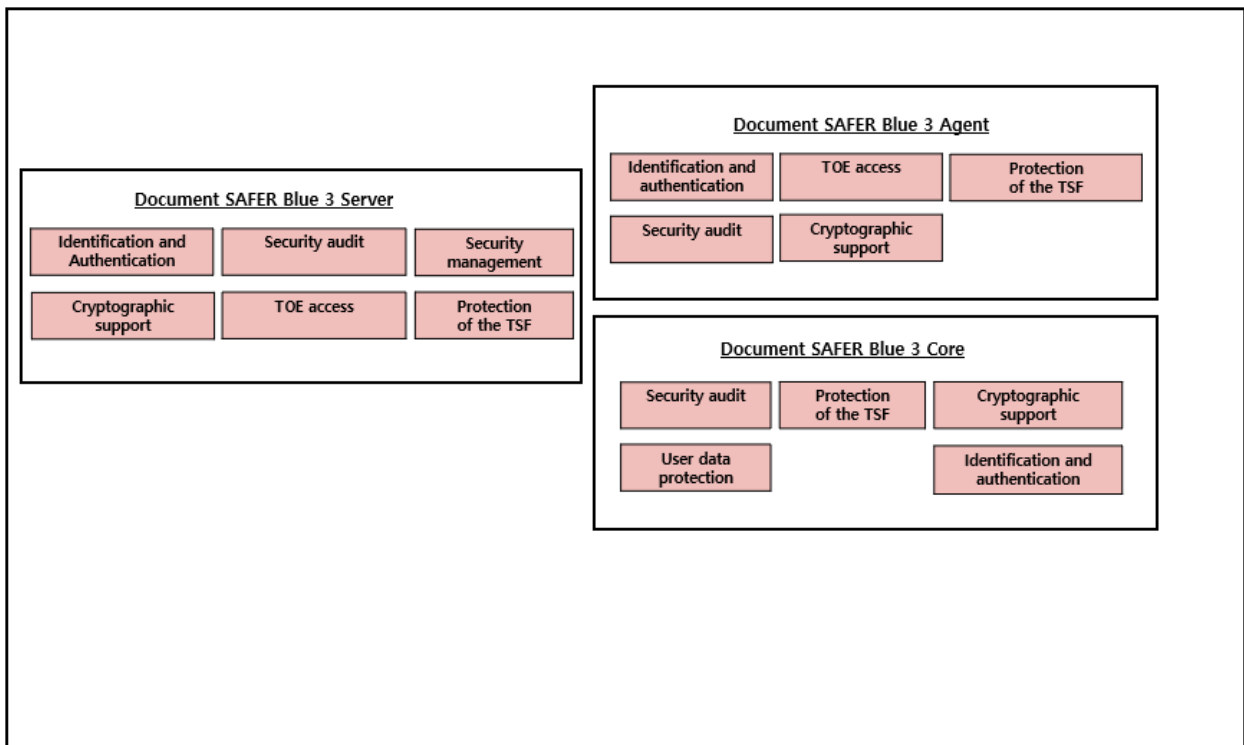 Document SAFER Blue 3 Server
Identification and
Authentication
Security audit
Security
management
Cryptographic
support
TOE access
Protection
of the TSF
Document SAFER Blue 3 Agent
Identification and
authentication
TOE access
Protection
of the TSF
Security audit
Cryptographic
support
Document SAFER Blue 3 Core
Security audit
Protection
of the TSF
Cryptographic
support
User data
protection
Identification and
authentication